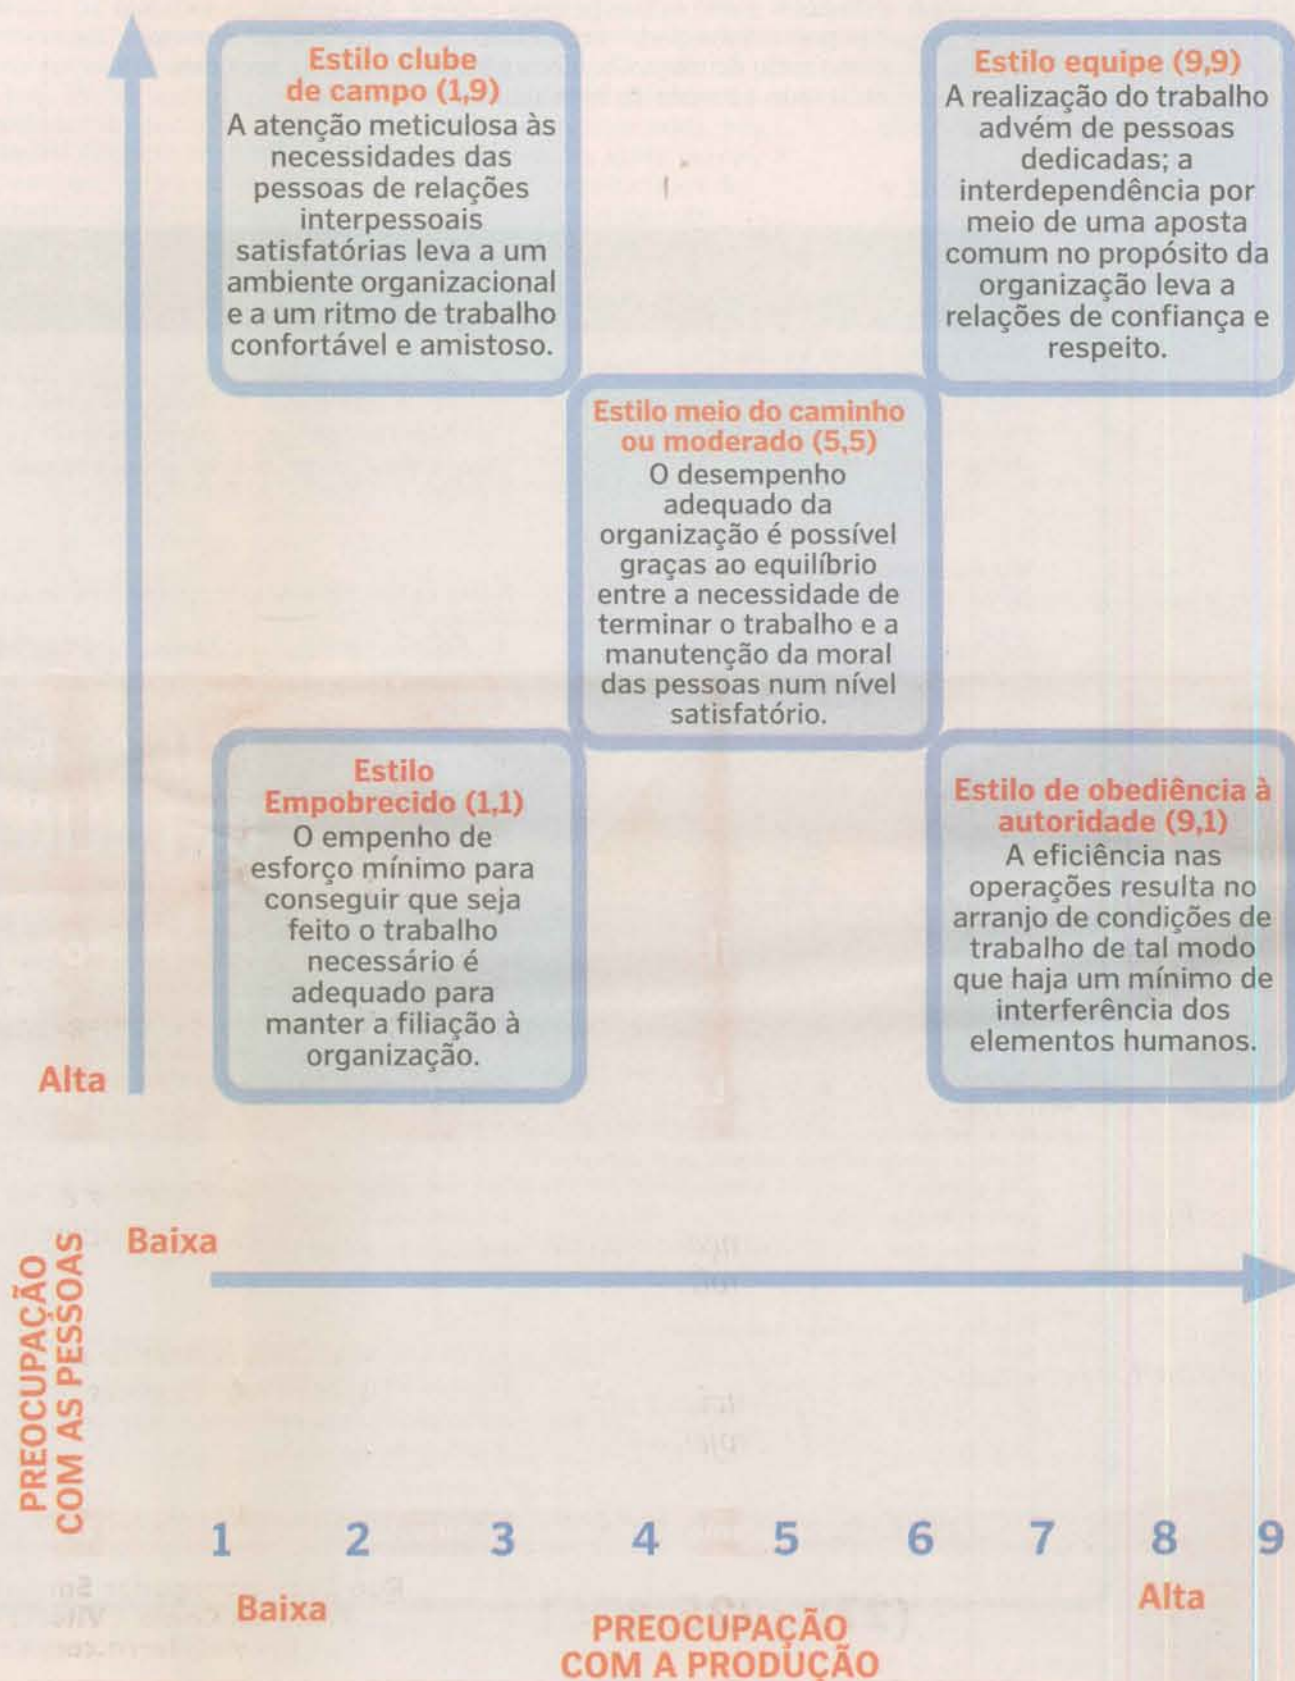 Estilo clube
de campo (1,9)
A atenção meticulosa às
necessidades das
pessoas de relações
interpessoais
satisfatórias leva a um
ambiente organizacional
e a um ritmo de trabalho
confortável e amistoso.
Estilo equipe (9,9)
A realização do trabalho
advém de pessoas
dedicadas; a
interdependência por
meio de uma aposta
comum no propósito da
organização leva a
relações de confiança e
respeito.
Estilo meio do caminho
ou moderado (5,5)
O desempenho
adequado da
organização é possível
graças ao equilíbrio
entre a necessidade de
terminar o trabalho e a
manutenção da moral
das pessoas num nível
satisfatório.
Estilo
Empobrecido (1,1)
O empenho de
esforço mínimo para
conseguir que seja
feito o trabalho
necessário é
adequado para
manter a filiação à
organização.
Estilo de obediência à
autoridade (9,1)
A eficiência nas
operações resulta no
arranjo de condições de
trabalho de tal modo
que haja um mínimo de
interferência dos
elementos humanos.
Alta
Baixa
PREOCUPAÇÃO
COM AS PESSOAS
1 2 3 4 5 6 7 8 9
Baixa
Alta
PREOCUPAÇÃO
COM A PRODUÇÃO